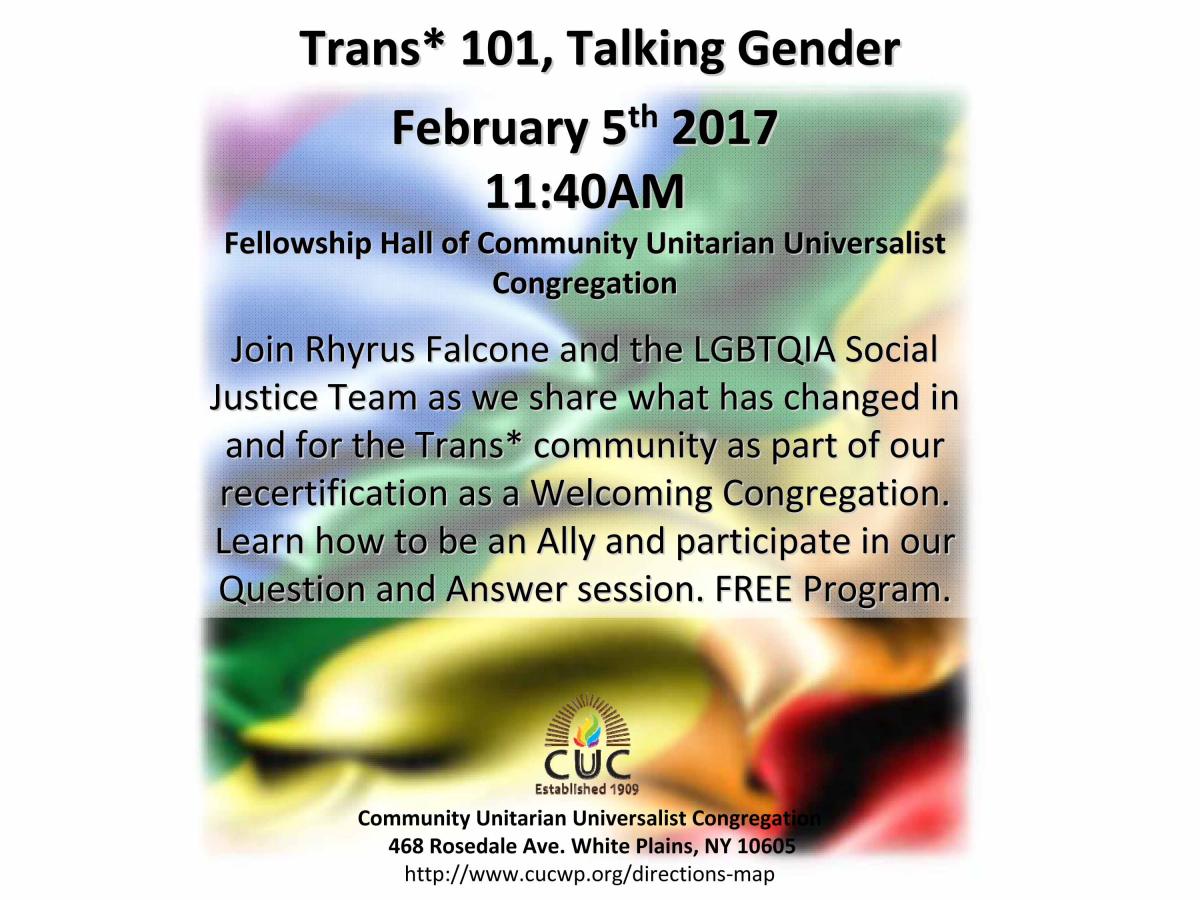 Trans* 101, Talking Gender
February 5th 2017
11:40AM
Fellowship Hall of Community Unitarian Universalist
Congregation
Join Rhyrus Falcone and the LGBTQIA Social
Justice Team as we share what has changed in
and for the Trans* community as part of our
recertification as a Welcoming Congregation.
Learn how to be an Ally and participate in our
Question and Answer session. FREE Program.
CUC
Established 1909
Community Unitarian Universalist Congregation
468 Rosedale Ave. White Plains, NY 10605
http://www.cucwp.org/directions-map